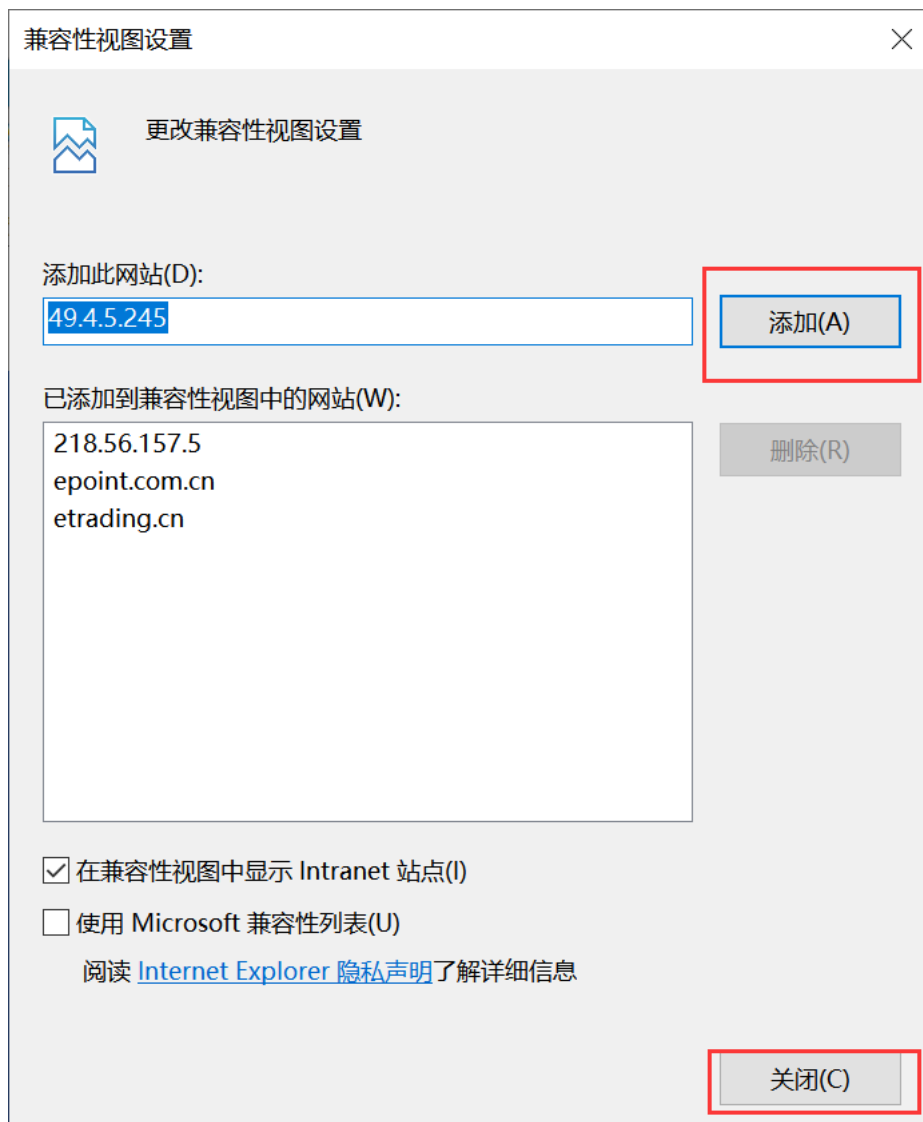 兼容性视图设置
更改兼容性视图设置
添加此网站(D):
49.4.5.245
添加(A)
已添加到兼容性视图中的网站(W):
218.56.157.5
epoint.com.cn
etrading.cn
删除(R)
在兼容性视图中显示 Intranet 站点(I)
使用 Microsoft 兼容性列表(U)
阅读 Internet Explorer 隐私声明了解详细信息
关闭(C)